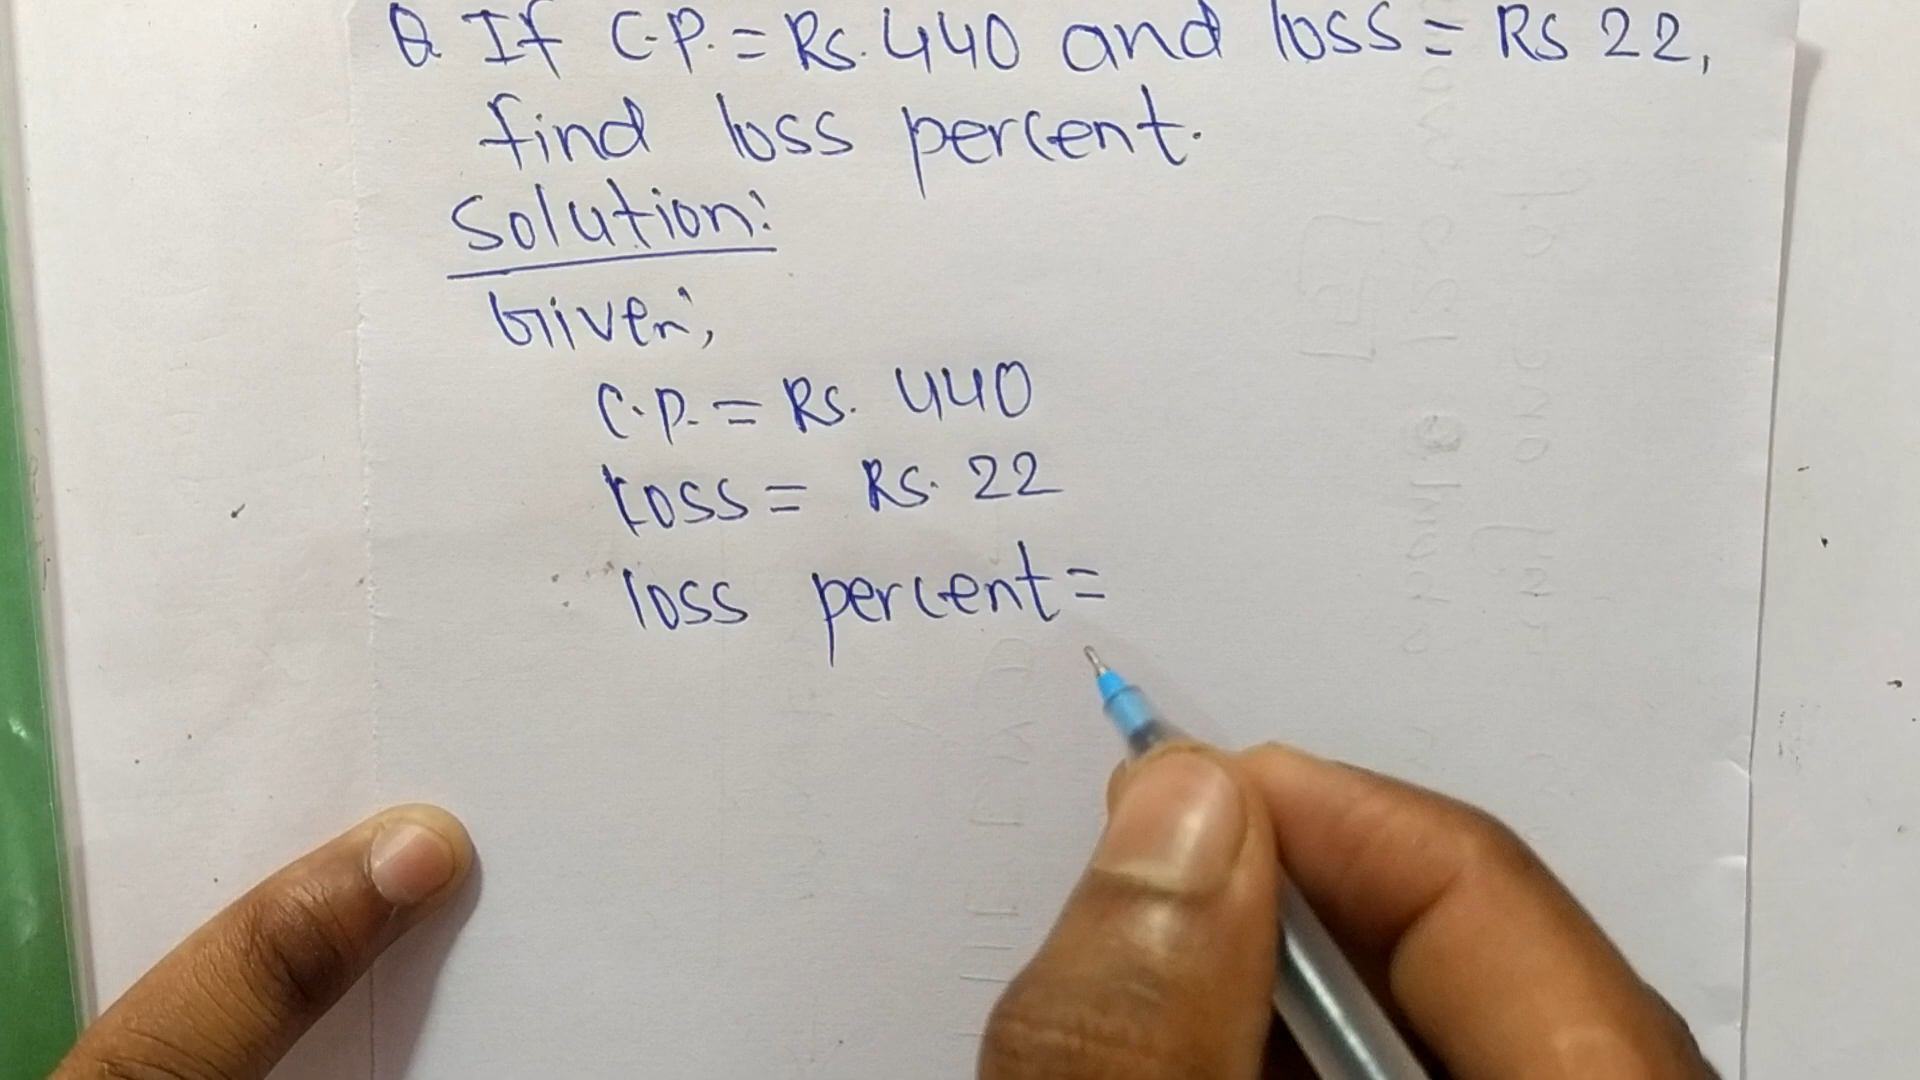 Q If C.P. = Rs. 440 and loss = RS 22,
find loss percent.
Solution:
Given,
C.P. = Rs. 440
Loss = RS. 22
loss percent =